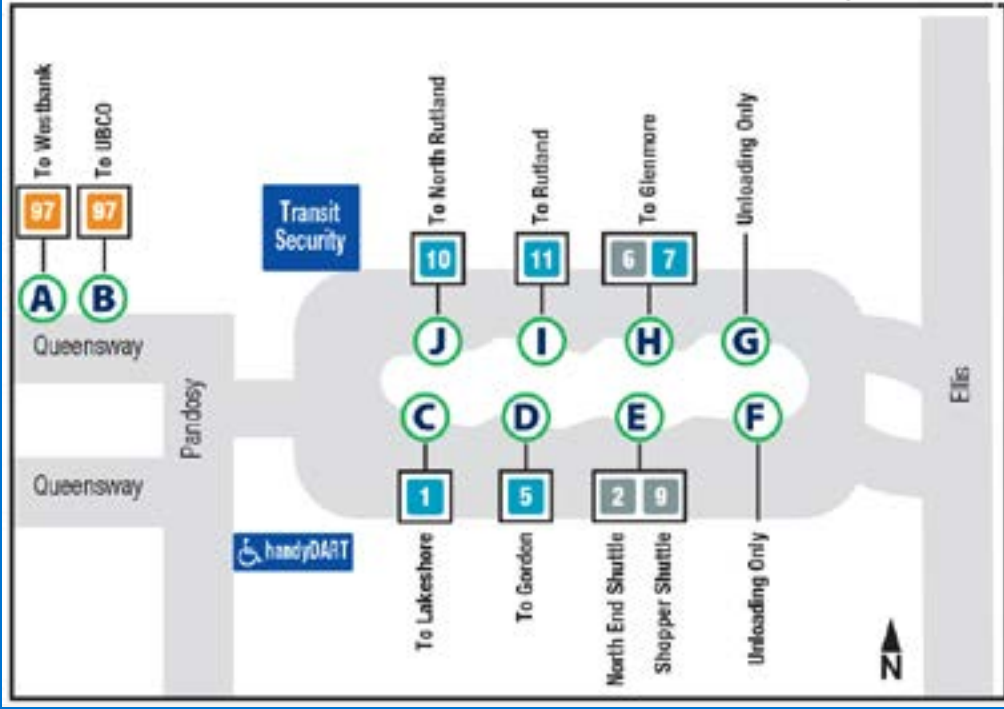 To Westbank
97
A
To UBCO
97
B
Transit
Security
To North Rutland
10
J
To Rutland
11
I
To Glenmore
6 7
H
Unloading Only
G
Queensway
Pandosy
Queensway
Ellis
C
1
To Lakeshore
D
5
To Gordon
E
2 9
North End Shuttle
Shopper Shuttle
F
Unloading Only
handyDART
N